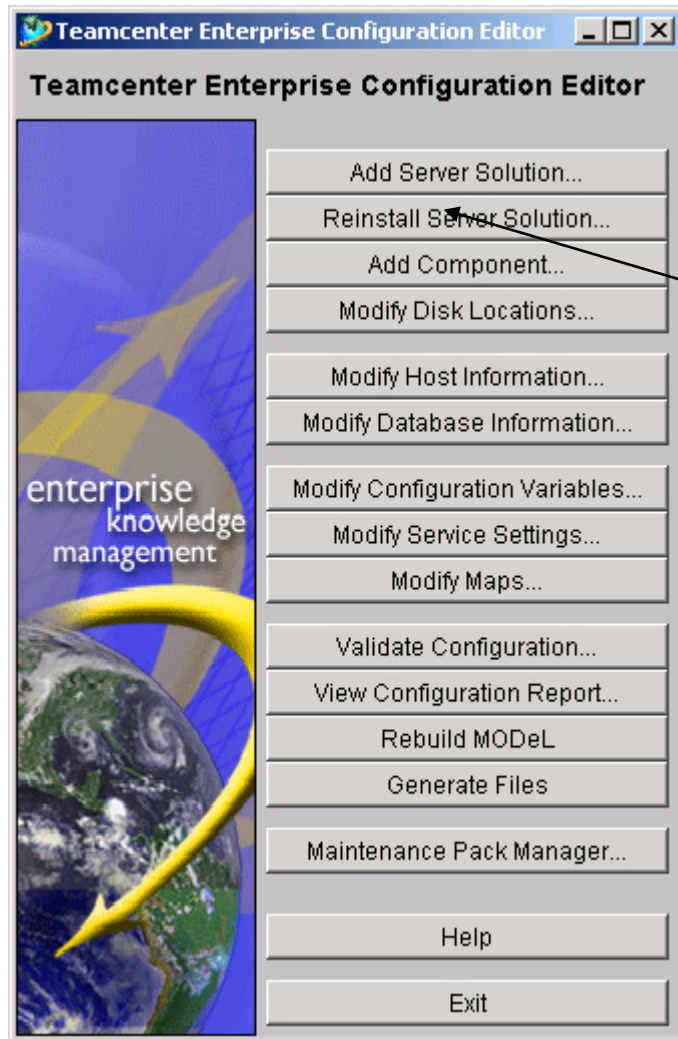 Teamcenter Enterprise Configuration Editor
Teamcenter Enterprise Configuration Editor
Add Server Solution...
Reinstall Server Solution...
Add Component...
Modify Disk Locations...
Modify Host Information...
Modify Database Information...
enterprise
knowledge
management
Modify Configuration Variables...
Modify Service Settings...
Modify Maps...
Validate Configuration...
View Configuration Report...
Rebuild MODeL
Generate Files
Maintenance Pack Manager...
Help
Exit